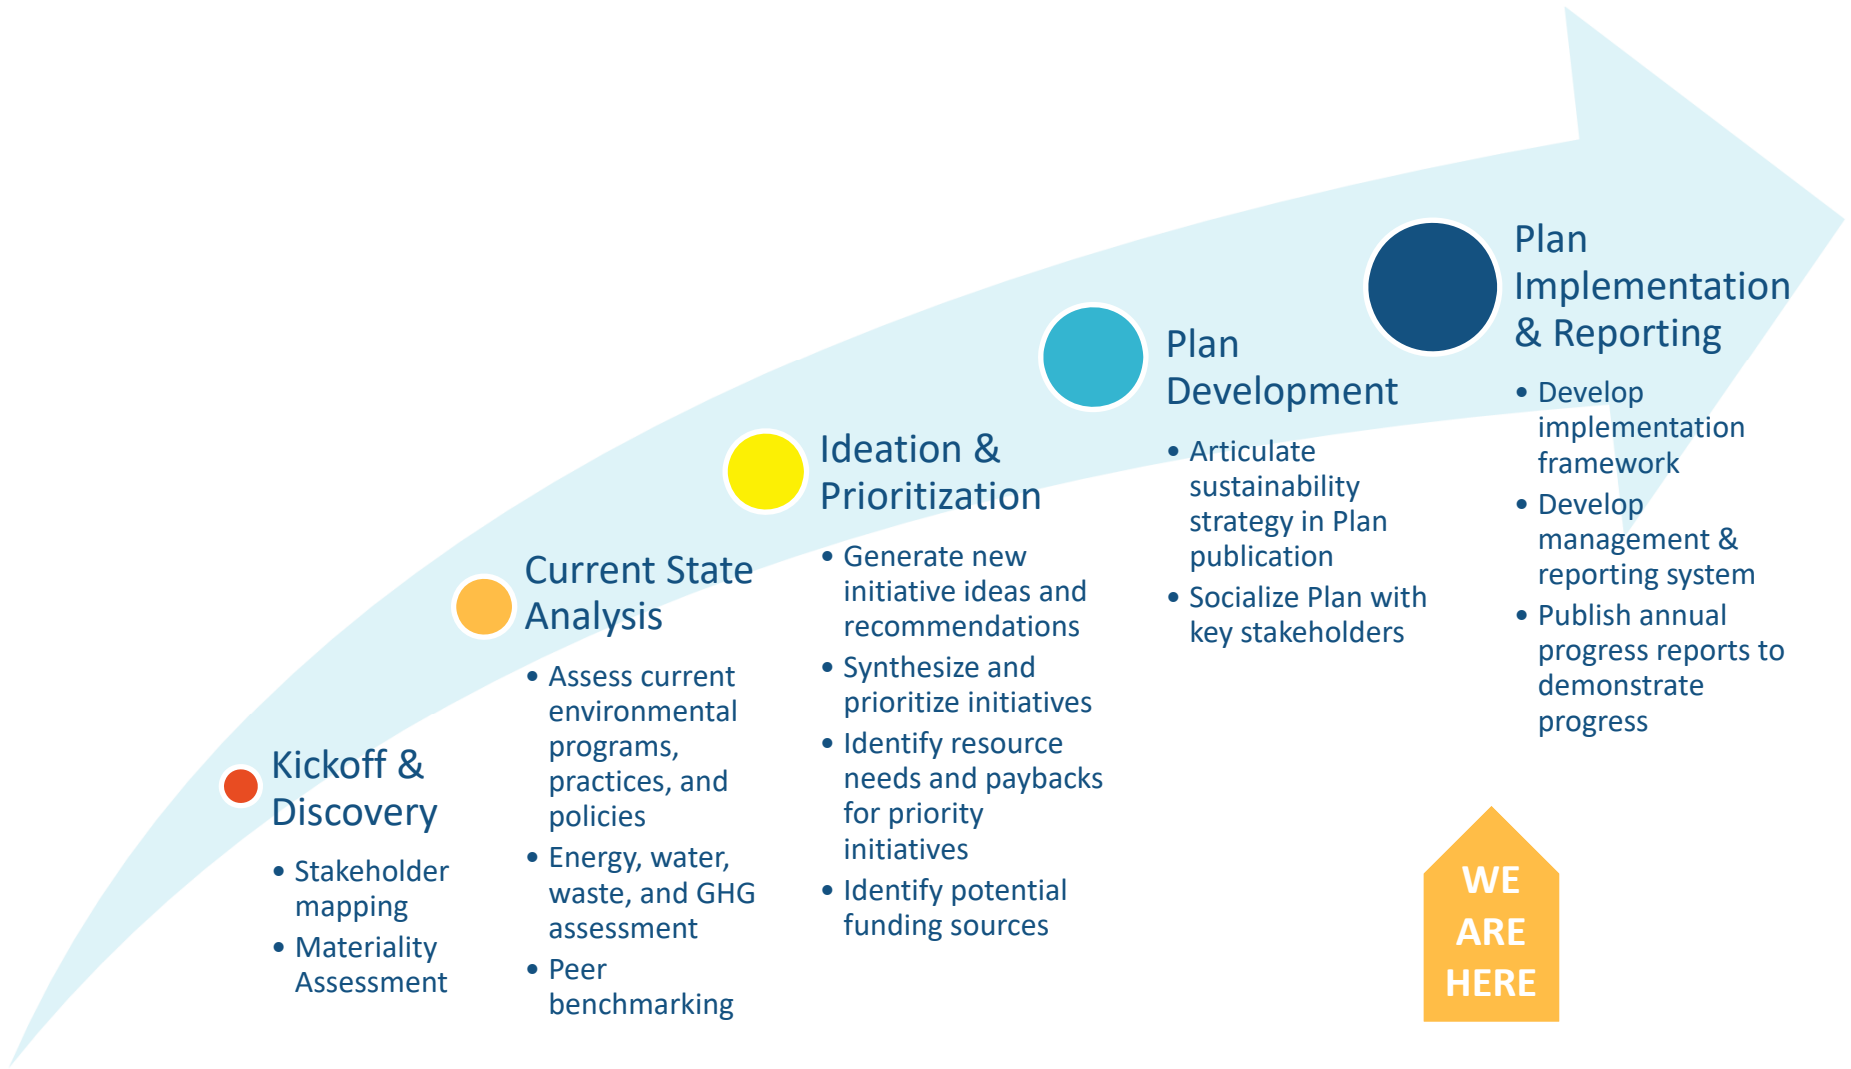 Kickoff &
Discovery
• Stakeholder
mapping
• Materiality
Assessment
Current State
Analysis
• Assess current
environmental
programs,
practices, and
policies
• Energy, water,
waste, and GHG
assessment
• Peer
benchmarking
Ideation &
Prioritization
• Generate new
initiative ideas and
recommendations
• Synthesize and
prioritize initiatives
• Identify resource
needs and paybacks
for priority
initiatives
• Identify potential
funding sources
Plan
Development
• Articulate
sustainability
strategy in Plan
publication
• Socialize Plan with
key stakeholders
Plan
Implementation
& Reporting
• Develop
implementation
framework
• Develop
management &
reporting system
• Publish annual
progress reports to
demonstrate
progress
WE
ARE
HERE